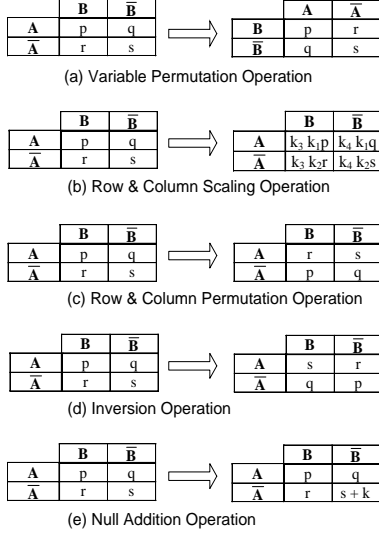 B B̅ A A̅
A p q B p r
A̅ r s B̅ q s
(a) Variable Permutation Operation
B B̅ B B̅
A p q A k₃ k₁p k₄ k₁q
A̅ r s A̅ k₃ k₂r k₄ k₂s
(b) Row & Column Scaling Operation
B B̅ B B̅
A p q A r s
A̅ r s A̅ p q
(c) Row & Column Permutation Operation
B B̅ B B̅
A p q A s r
A̅ r s A̅ q p
(d) Inversion Operation
B B̅ B B̅
A p q A p q
A̅ r s A̅ r s + k
(e) Null Addition Operation